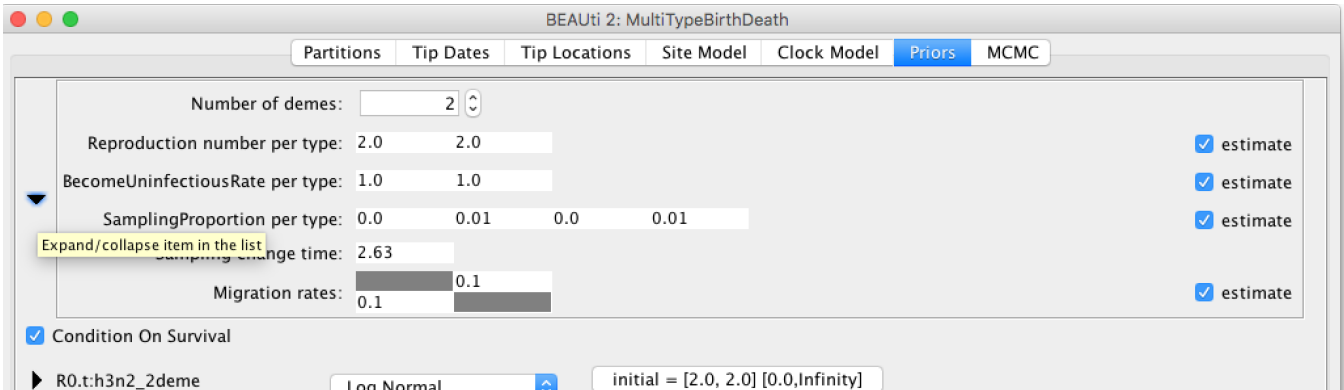 BEAUti 2: MultiTypeBirthDeath
Partitions Tip Dates Tip Locations Site Model Clock Model Priors MCMC
Number of demes: 2
Reproduction number per type: 2.0 2.0 estimate
BecomeUninfectiousRate per type: 1.0 1.0 estimate
SamplingProportion per type: 0.0 0.01 0.0 0.01 estimate
Expand/collapse item in the list
Sampling change time: 2.63
0.1
Migration rates: estimate
0.1
Condition On Survival
R0.t:h3n2_2deme Log Normal initial = [2.0, 2.0] [0.0,Infinity]